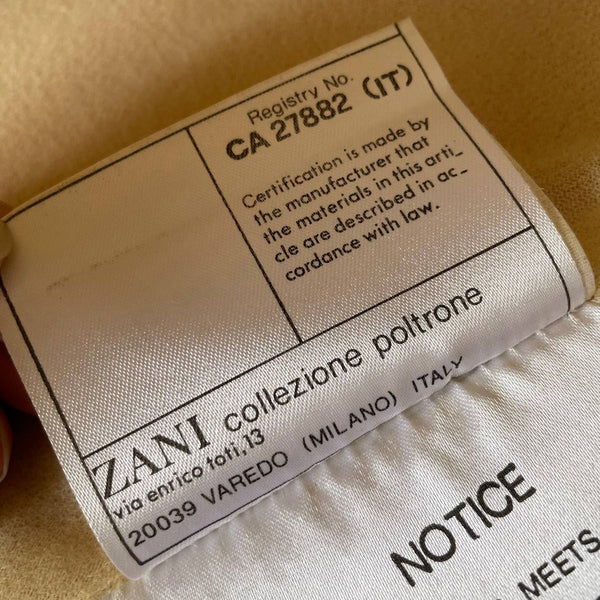 Registry No.
CA 27882 (IT)
Certification is made by
the manufacturer that
the materials in this arti_
cle are described in ac_
cordance with law.
ZANI collezione poltrone
via enrico toti, 13
20039 VAREDO (MILANO) ITALY
NOTICE
MEETS